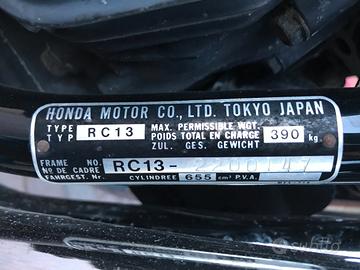 HONDA MOTOR CO., LTD. TOKYO JAPAN
TYPE TYP RC13 MAX. PERMISSIBLE WGT.
POIDS TOTAL EN CHARGE 390 kg.
ZUL. GES. GEWICHT
FRAME NO. RC13-
Nº DE CADRE
FAHRGEST. Nr. CYLINDREE 655 cm³ P.V.A.
subito